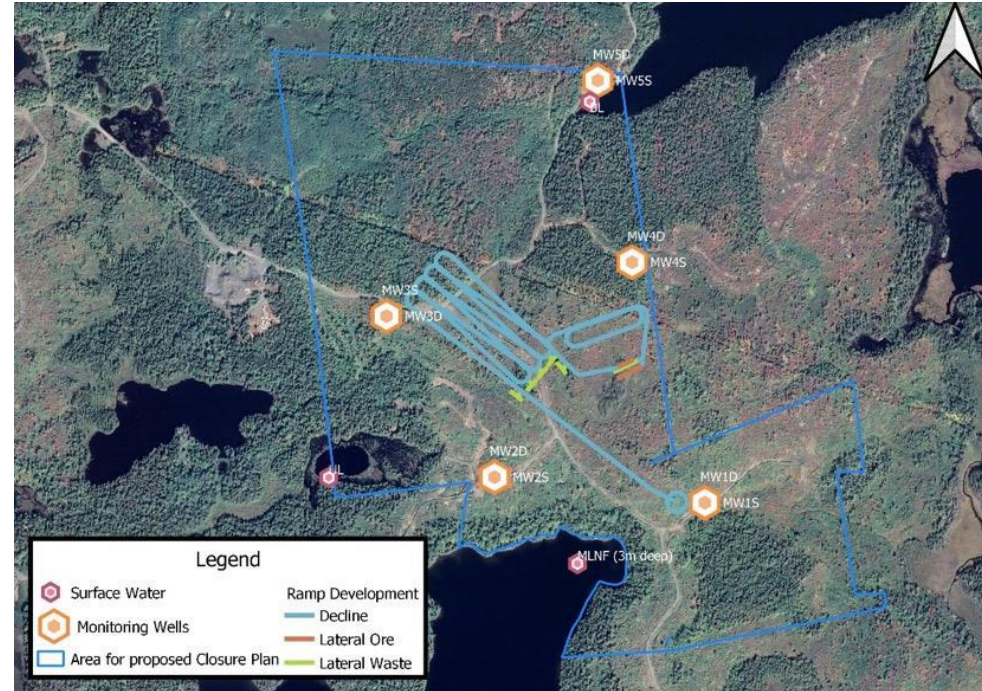 MW5D
MW5S
MW4D
MW4S
MW3S
MW3D
MW2D
MW2S
UL
MW1D
MW1S
MLNF (3m deep)
Legend
Surface Water
Monitoring Wells
Area for proposed Closure Plan
Ramp Development
Decline
Lateral Ore
Lateral Waste